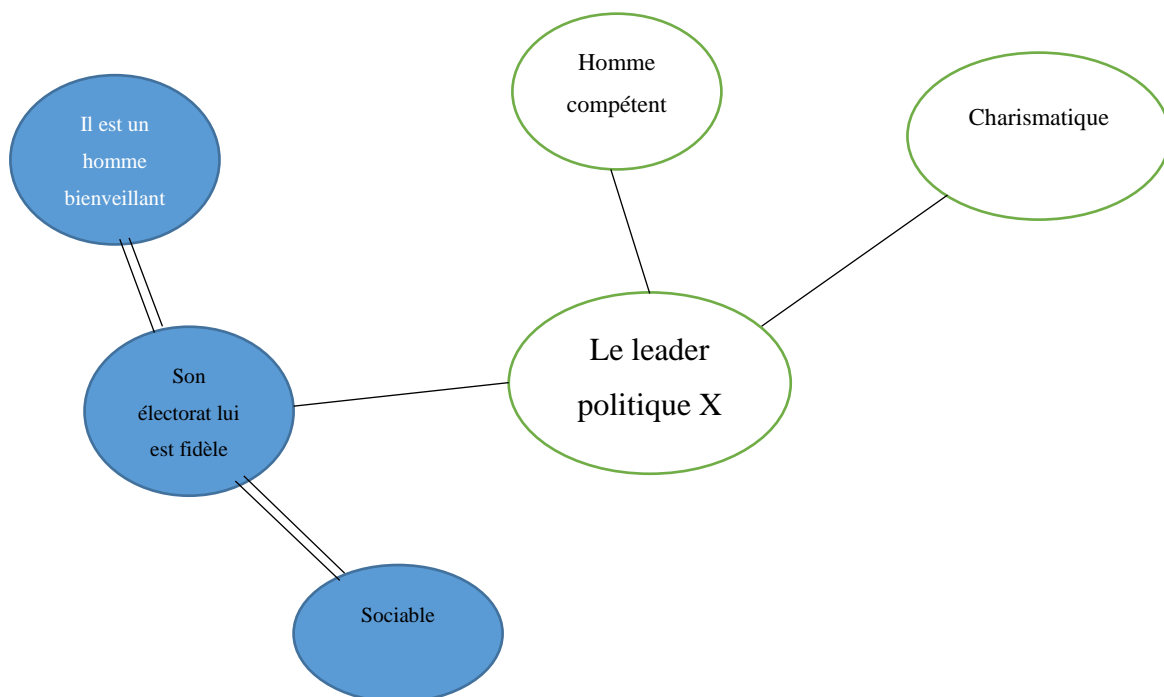 Homme
compétent
Charismatique
Il est un
homme
bienveillant
Le leader
politique X
Son
électorat lui
est fidèle
Sociable